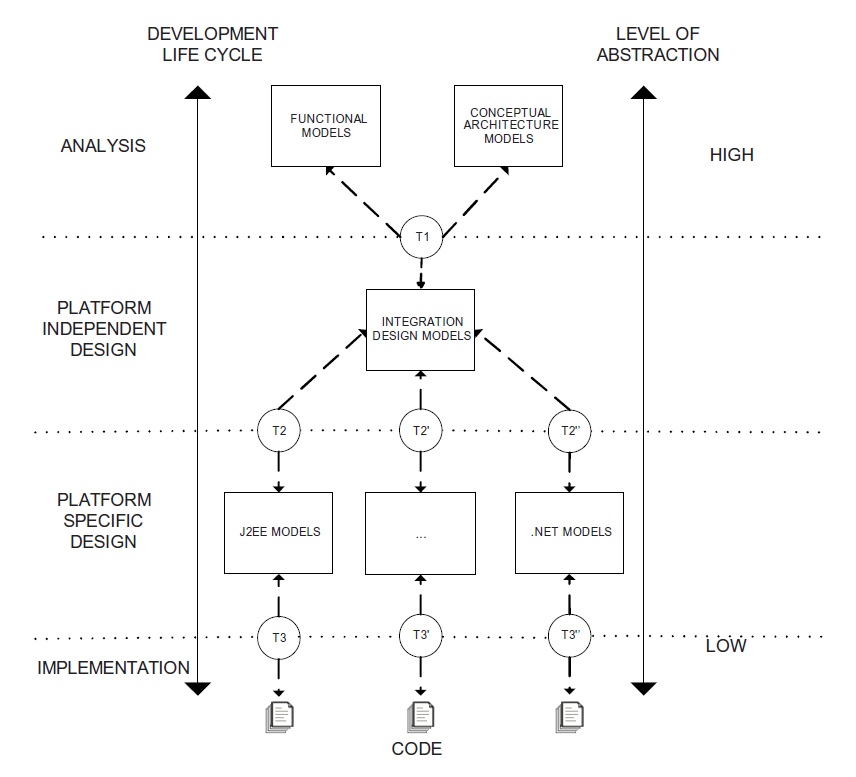 DEVELOPMENT
LIFE CYCLE
LEVEL OF
ABSTRACTION
ANALYSIS
FUNCTIONAL
MODELS
CONCEPTUAL
ARCHITECTURE
MODELS
HIGH
T1
PLATFORM
INDEPENDENT
DESIGN
INTEGRATION
DESIGN MODELS
T2
T2'
T2''
PLATFORM
SPECIFIC
DESIGN
J2EE MODELS
...
.NET MODELS
T3
T3'
T3''
LOW
IMPLEMENTATION
CODE